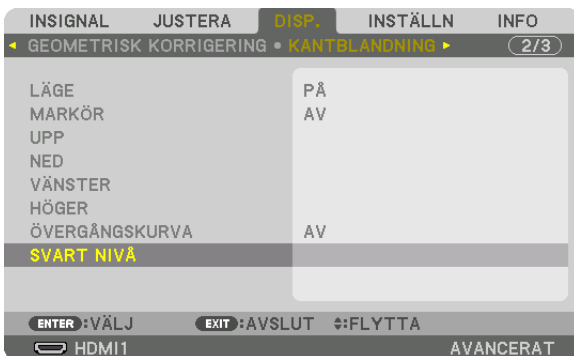 INSIGNAL JUSTERA DISP. INSTÄLLN INFO
GEOMETRISK KORRIGERING • KANTBLANDNING 2/3
LÄGE PÅ
MARKÖR AV
UPP
NED
VÄNSTER
HÖGER
ÖVERGÅNGSKURVA AV
SVART NIVÅ
ENTER :VÄLJ EXIT :AVSLUT :FLYTTA
HDMI1 AVANCERAT